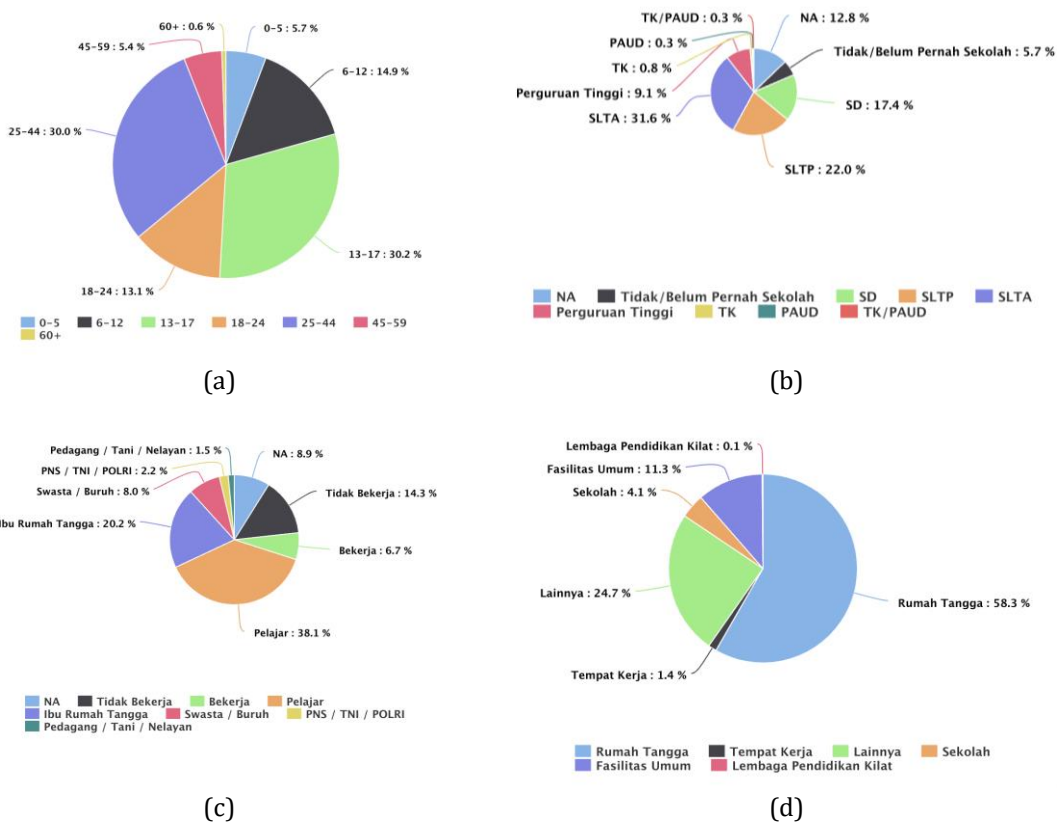 60+ : 0.6 %
0-5 : 5.7 %
45-59 : 5.4 %
6-12 : 14.9 %
25-44 : 30.0 %
13-17 : 30.2 %
18-24 : 13.1 %
0-5 6-12 13-17 18-24 25-44 45-59
60+
(a)
TK/PAUD : 0.3 %
NA : 12.8 %
PAUD : 0.3 %
Tidak/Belum Pernah Sekolah : 5.7 %
TK : 0.8 %
Perguruan Tinggi : 9.1 %
SLTA : 31.6 %
SD : 17.4 %
SLTP : 22.0 %
NA Tidak/Belum Pernah Sekolah SD SLTP SLTA
Perguruan Tinggi TK PAUD TK/PAUD
(b)
Pedagang / Tani / Nelayan : 1.5 %
NA : 8.9 %
PNS / TNI / POLRI : 2.2 %
Swasta / Buruh : 8.0 %
Tidak Bekerja : 14.3 %
Ibu Rumah Tangga : 20.2 %
Bekerja : 6.7 %
Pelajar : 38.1 %
NA Tidak Bekerja Bekerja Pelajar
Ibu Rumah Tangga Swasta / Buruh PNS / TNI / POLRI
Pedagang / Tani / Nelayan
(c)
Lembaga Pendidikan Kilat : 0.1 %
Fasilitas Umum : 11.3 %
Sekolah : 4.1 %
Lainnya : 24.7 %
Rumah Tangga : 58.3 %
Tempat Kerja : 1.4 %
Rumah Tangga Tempat Kerja Lainnya Sekolah
Fasilitas Umum Lembaga Pendidikan Kilat
(d)